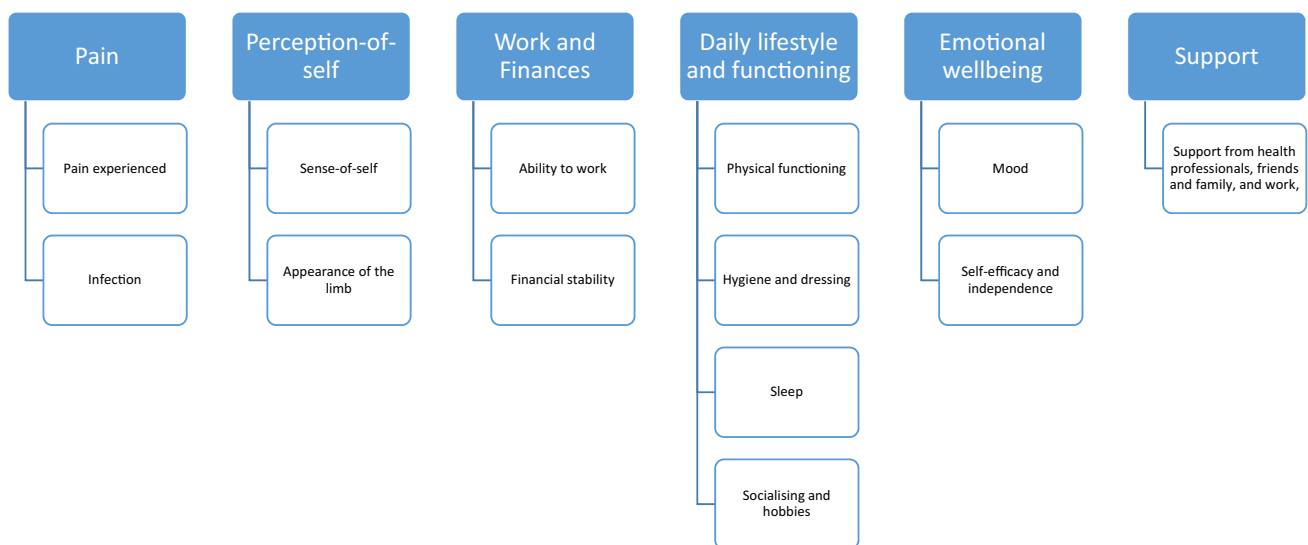 Pain
Pain experienced
Infection
Perception-of-
self
Sense-of-self
Appearance of the
limb
Work and
Finances
Ability to work
Financial stability
Daily lifestyle
and functioning
Physical functioning
Hygiene and dressing
Sleep
Socialising and
hobbies
Emotional
wellbeing
Mood
Self-efficacy and
independence
Support
Support from health
professionals, friends
and family, and work,